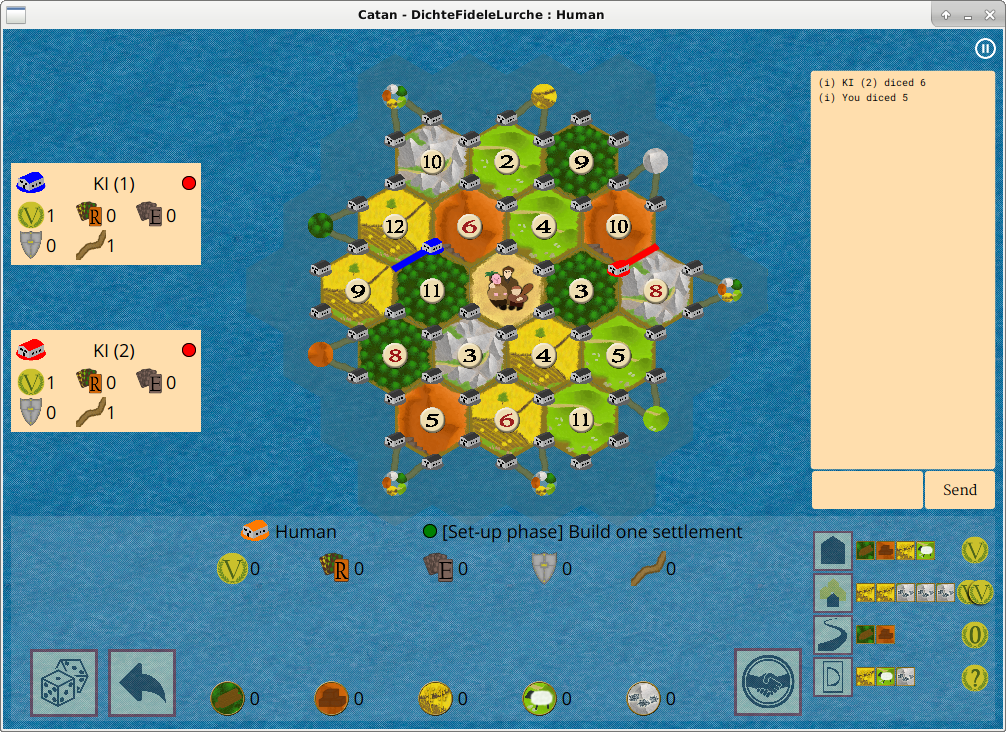 Catan - DichteFideleLurche : Human
(i) KI (2) diced 6
(i) You diced 5
KI (1)
V 1 R 0 E 0
0 1
KI (2)
V 1 R 0 E 0
0 1
10 2 9
12 6 4 10
9 11 3 8
8 3 4 5
5 6 11
Send
Human [Set-up phase] Build one settlement
V 0 R 0 E 0 0 0
V
VV
0
D ?
0 0 0 0 0